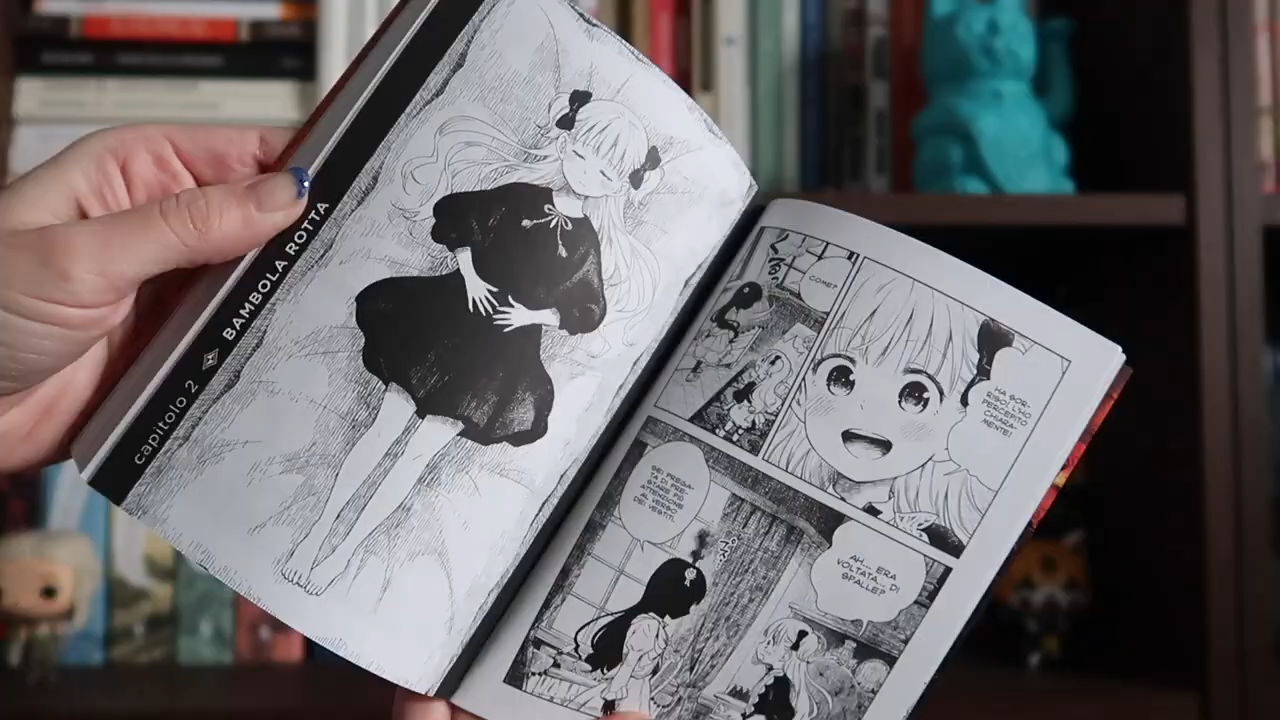 capitolo 2 BAMBOLA ROTTA
HA SOR-
RISO! L'HO
PERCEPITO
CHIARA-
MENTE!
COME?
AH... ERA
VOLTATA... DI
SPALLE?
SEI PREGA-
TA DI PRE-
STARE PIÙ
ATTENZIONE
AL VERSO
DEI VESTITI.